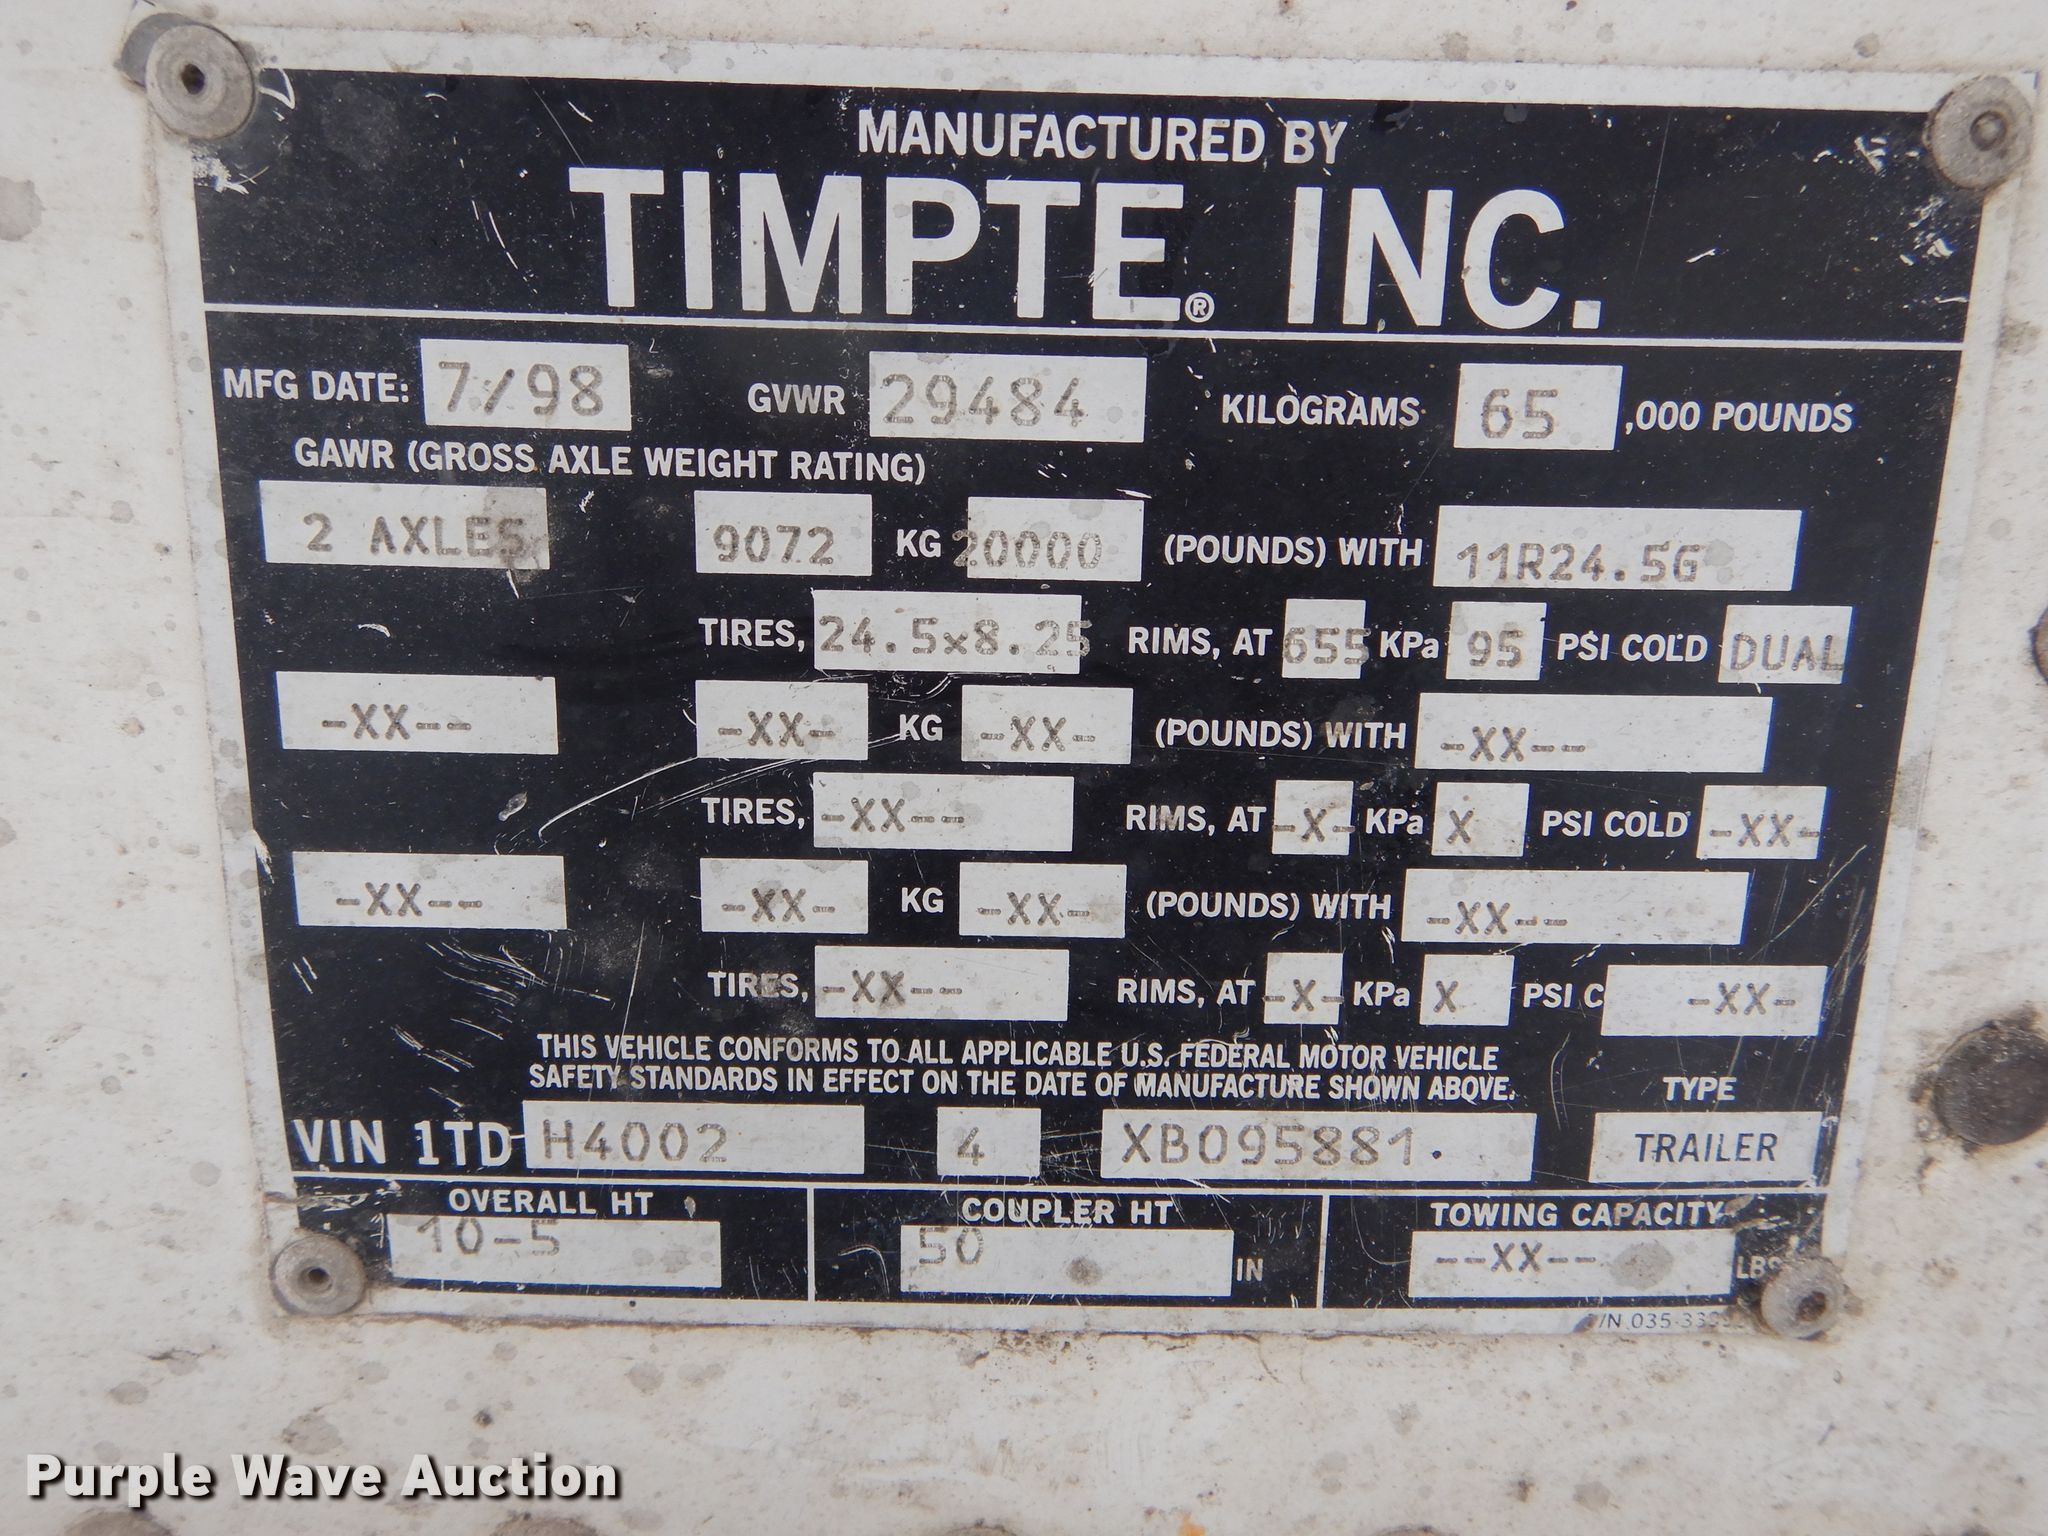 MANUFACTURED BY
TIMPTE® INC.
MFG DATE: 7/98 GVWR 29484 KILOGRAMS 65 ,000 POUNDS
GAWR (GROSS AXLE WEIGHT RATING)
2 AXLES 9072 KG 20000 (POUNDS) WITH 11R24.5G
TIRES, 24.5x8.25 RIMS, AT 655 KPa 95 PSI COLD DUAL
-XX-- -XX- KG -XX- (POUNDS) WITH -XX--
TIRES, -XX-- RIMS, AT -X- KPa X PSI COLD -XX-
-XX-- -XX- KG -XX- (POUNDS) WITH -XX--
TIRES, -XX-- RIMS, AT -X- KPa X PSI C -XX-
THIS VEHICLE CONFORMS TO ALL APPLICABLE U.S. FEDERAL MOTOR VEHICLE
SAFETY STANDARDS IN EFFECT ON THE DATE OF MANUFACTURE SHOWN ABOVE. TYPE
VIN 1TD H4002 4 XB095881. TRAILER
OVERALL HT COUPLER HT TOWING CAPACITY
10-5 50 IN --XX-- LBS
Purple Wave Auction